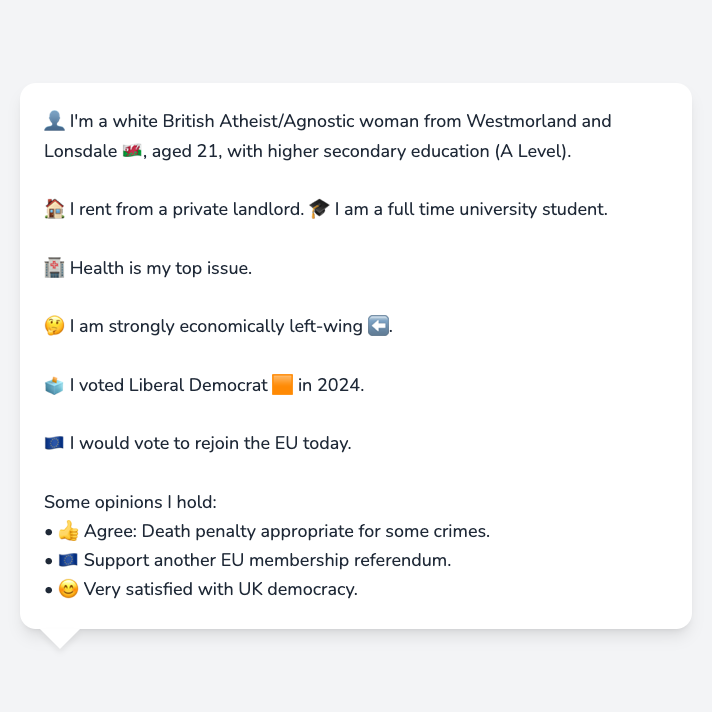 👤 I'm a white British Atheist/Agnostic woman from Westmorland and
Lonsdale 🏴󠁧󠁢󠁷󠁬󠁳󠁿, aged 21, with higher secondary education (A Level).
🏠 I rent from a private landlord. 🎓 I am a full time university student.
🏥 Health is my top issue.
🤔 I am strongly economically left-wing ⬅️.
🗳️ I voted Liberal Democrat 🟧 in 2024.
🇪🇺 I would vote to rejoin the EU today.
Some opinions I hold:
• 👍 Agree: Death penalty appropriate for some crimes.
• 🇪🇺 Support another EU membership referendum.
• 😊 Very satisfied with UK democracy.